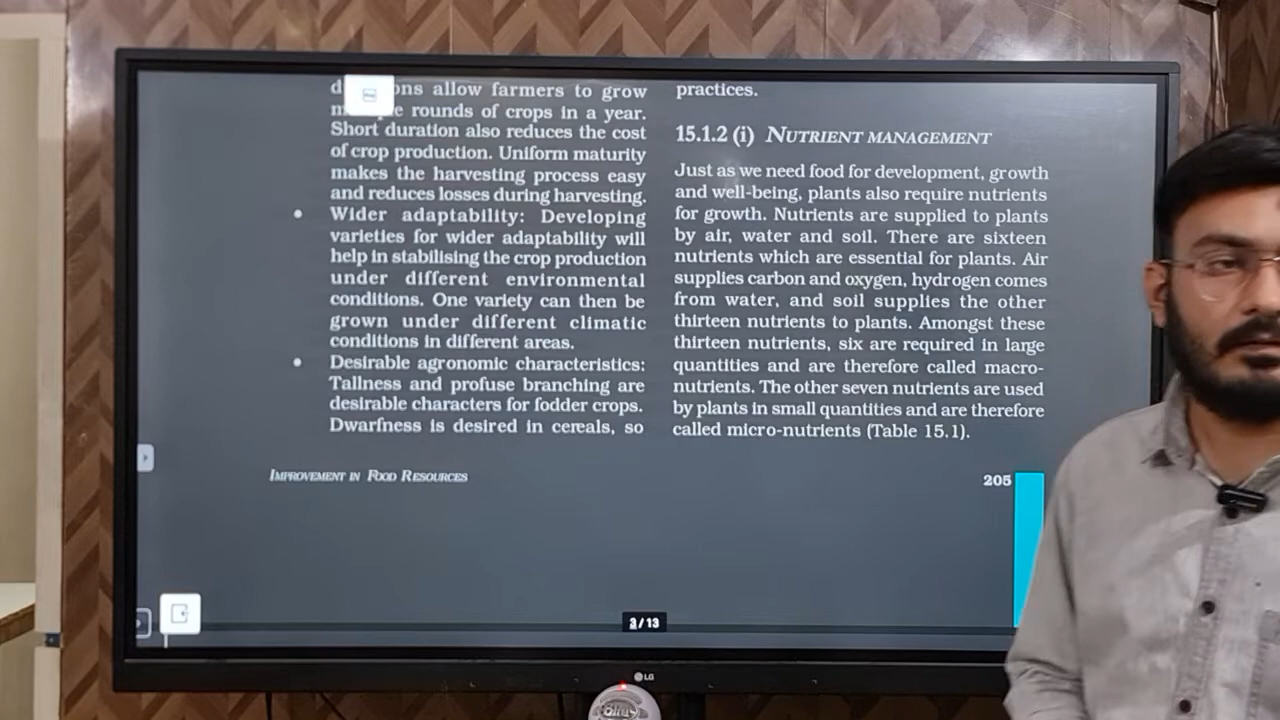 ons allow farmers to grow
e rounds of crops in a year.
Short duration also reduces the cost
of crop production. Uniform maturity
makes the harvesting process easy
and reduces losses during harvesting.
• Wider adaptability: Developing
varieties for wider adaptability will
help in stabilising the crop production
under different environmental
conditions. One variety can then be
grown under different climatic
conditions in different areas.
• Desirable agronomic characteristics:
Tallness and profuse branching are
desirable characters for fodder crops.
Dwarfness is desired in cereals, so
practices.
15.1.2 (i) NUTRIENT MANAGEMENT
Just as we need food for development, growth
and well-being, plants also require nutrients
for growth. Nutrients are supplied to plants
by air, water and soil. There are sixteen
nutrients which are essential for plants. Air
supplies carbon and oxygen, hydrogen comes
from water, and soil supplies the other
thirteen nutrients to plants. Amongst these
thirteen nutrients, six are required in large
quantities and are therefore called macro-
nutrients. The other seven nutrients are used
by plants in small quantities and are therefore
called micro-nutrients (Table 15.1).
IMPROVEMENT IN FOOD RESOURCES
205
3/13
LG